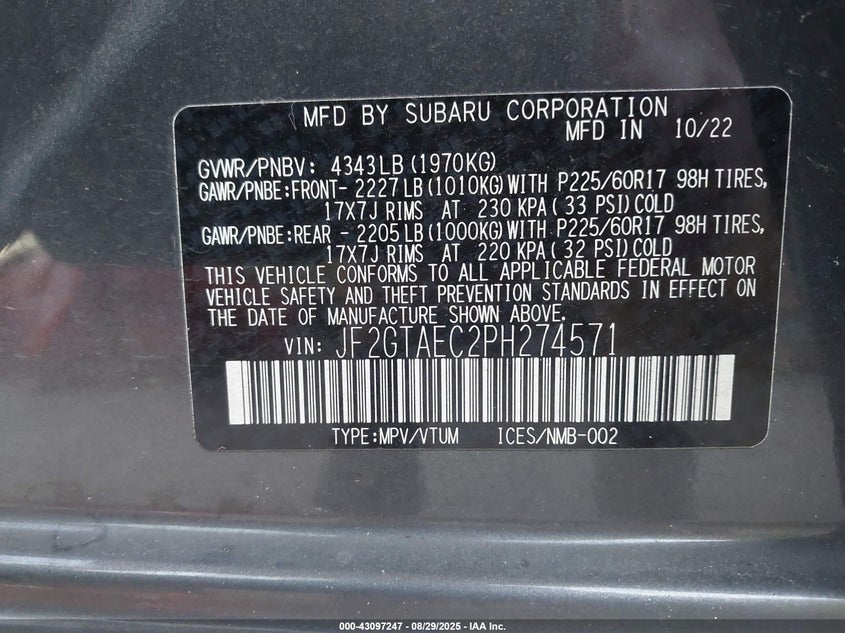 MFD BY SUBARU CORPORATION
MFD IN 10/22
GVWR/PNBV: 4343LB (1970KG)
GAWR/PNBE:FRONT- 2227 LB (1010KG) WITH P225/60R17 98H TIRES,
17X7J RIMS AT 230 KPA ( 33 PSI) COLD
GAWR/PNBE:REAR - 2205 LB (1000KG) WITH P225/60R17 98H TIRES,
17X7J RIMS AT 220 KPA ( 32 PSI) COLD
THIS VEHICLE CONFORMS TO ALL APPLICABLE FEDERAL MOTOR
VEHICLE SAFETY AND THEFT PREVENTION STANDARDS IN EFFECT ON
THE DATE OF MANUFACTURE SHOWN ABOVE.
VIN: JF2GTAEC2PH274571
TYPE:MPV/VTUM ICES/NMB-002
000-43097247 - 08/29/2025 - IAA Inc.